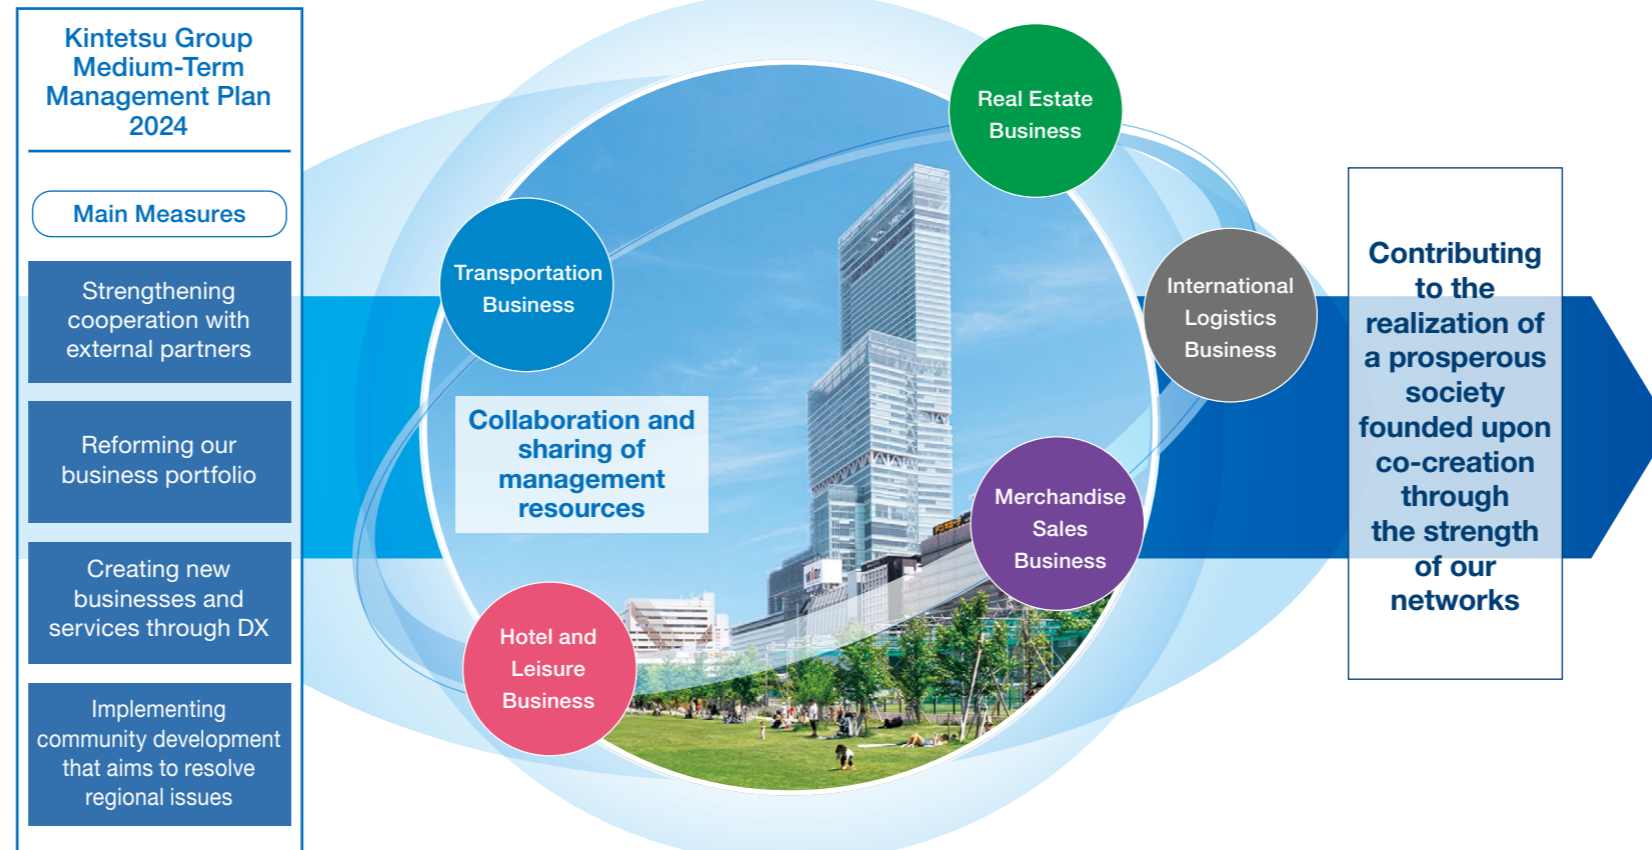 Kintetsu Group
Medium-Term
Management Plan
2024
Main Measures
Strengthening
cooperation with
external partners
Reforming our
business portfolio
Creating new
businesses and
services through DX
Implementing
community development
that aims to resolve
regional issues
Transportation
Business
Real Estate
Business
International
Logistics
Business
Merchandise
Sales
Business
Hotel and
Leisure
Business
Collaboration and
sharing of
management
resources
Contributing
to the
realization of
a prosperous
society
founded upon
co-creation
through
the strength
of our
networks